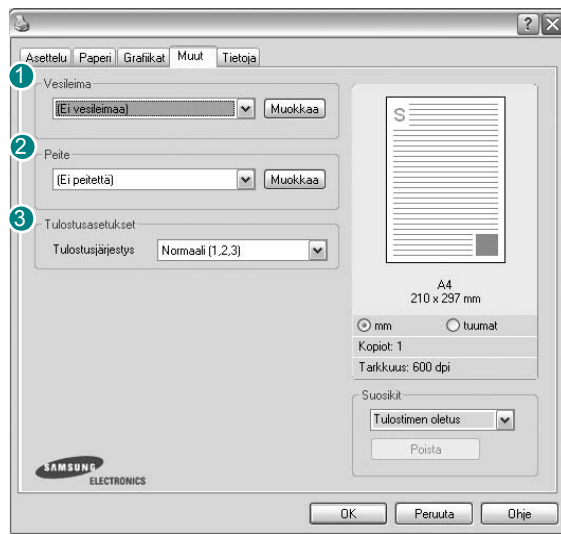 Asettelu Paperi Grafiikat Muut Tietoja
1
Vesileima
(Ei vesileimaa) Muokkaa
2
Peite
(Ei peitettä) Muokkaa
3
Tulostusasetukset
Tulostusjärjestys Normaali (1,2,3)
S
A4
210 x 297 mm
mm tuumat
Kopiot: 1
Tarkkuus: 600 dpi
Suosikit
Tulostimen oletus
Poista
SAMSUNG
ELECTRONICS
OK Peruuta Ohje